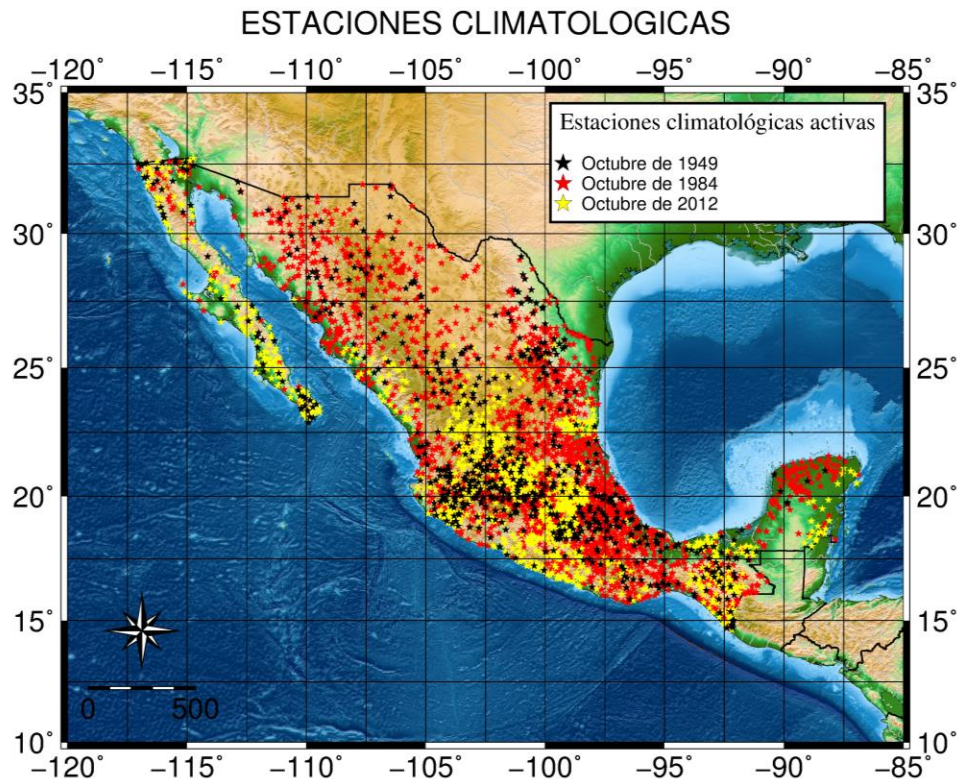 ESTACIONES CLIMATOLOGICAS
−120° −115° −110° −105° −100° −95° −90° −85°
35° 35°
Estaciones climatológicas activas
Octubre de 1949
Octubre de 1984
Octubre de 2012
30° 30°
25° 25°
20° 20°
15° 15°
0 500
10° 10°
−120° −115° −110° −105° −100° −95° −90° −85°